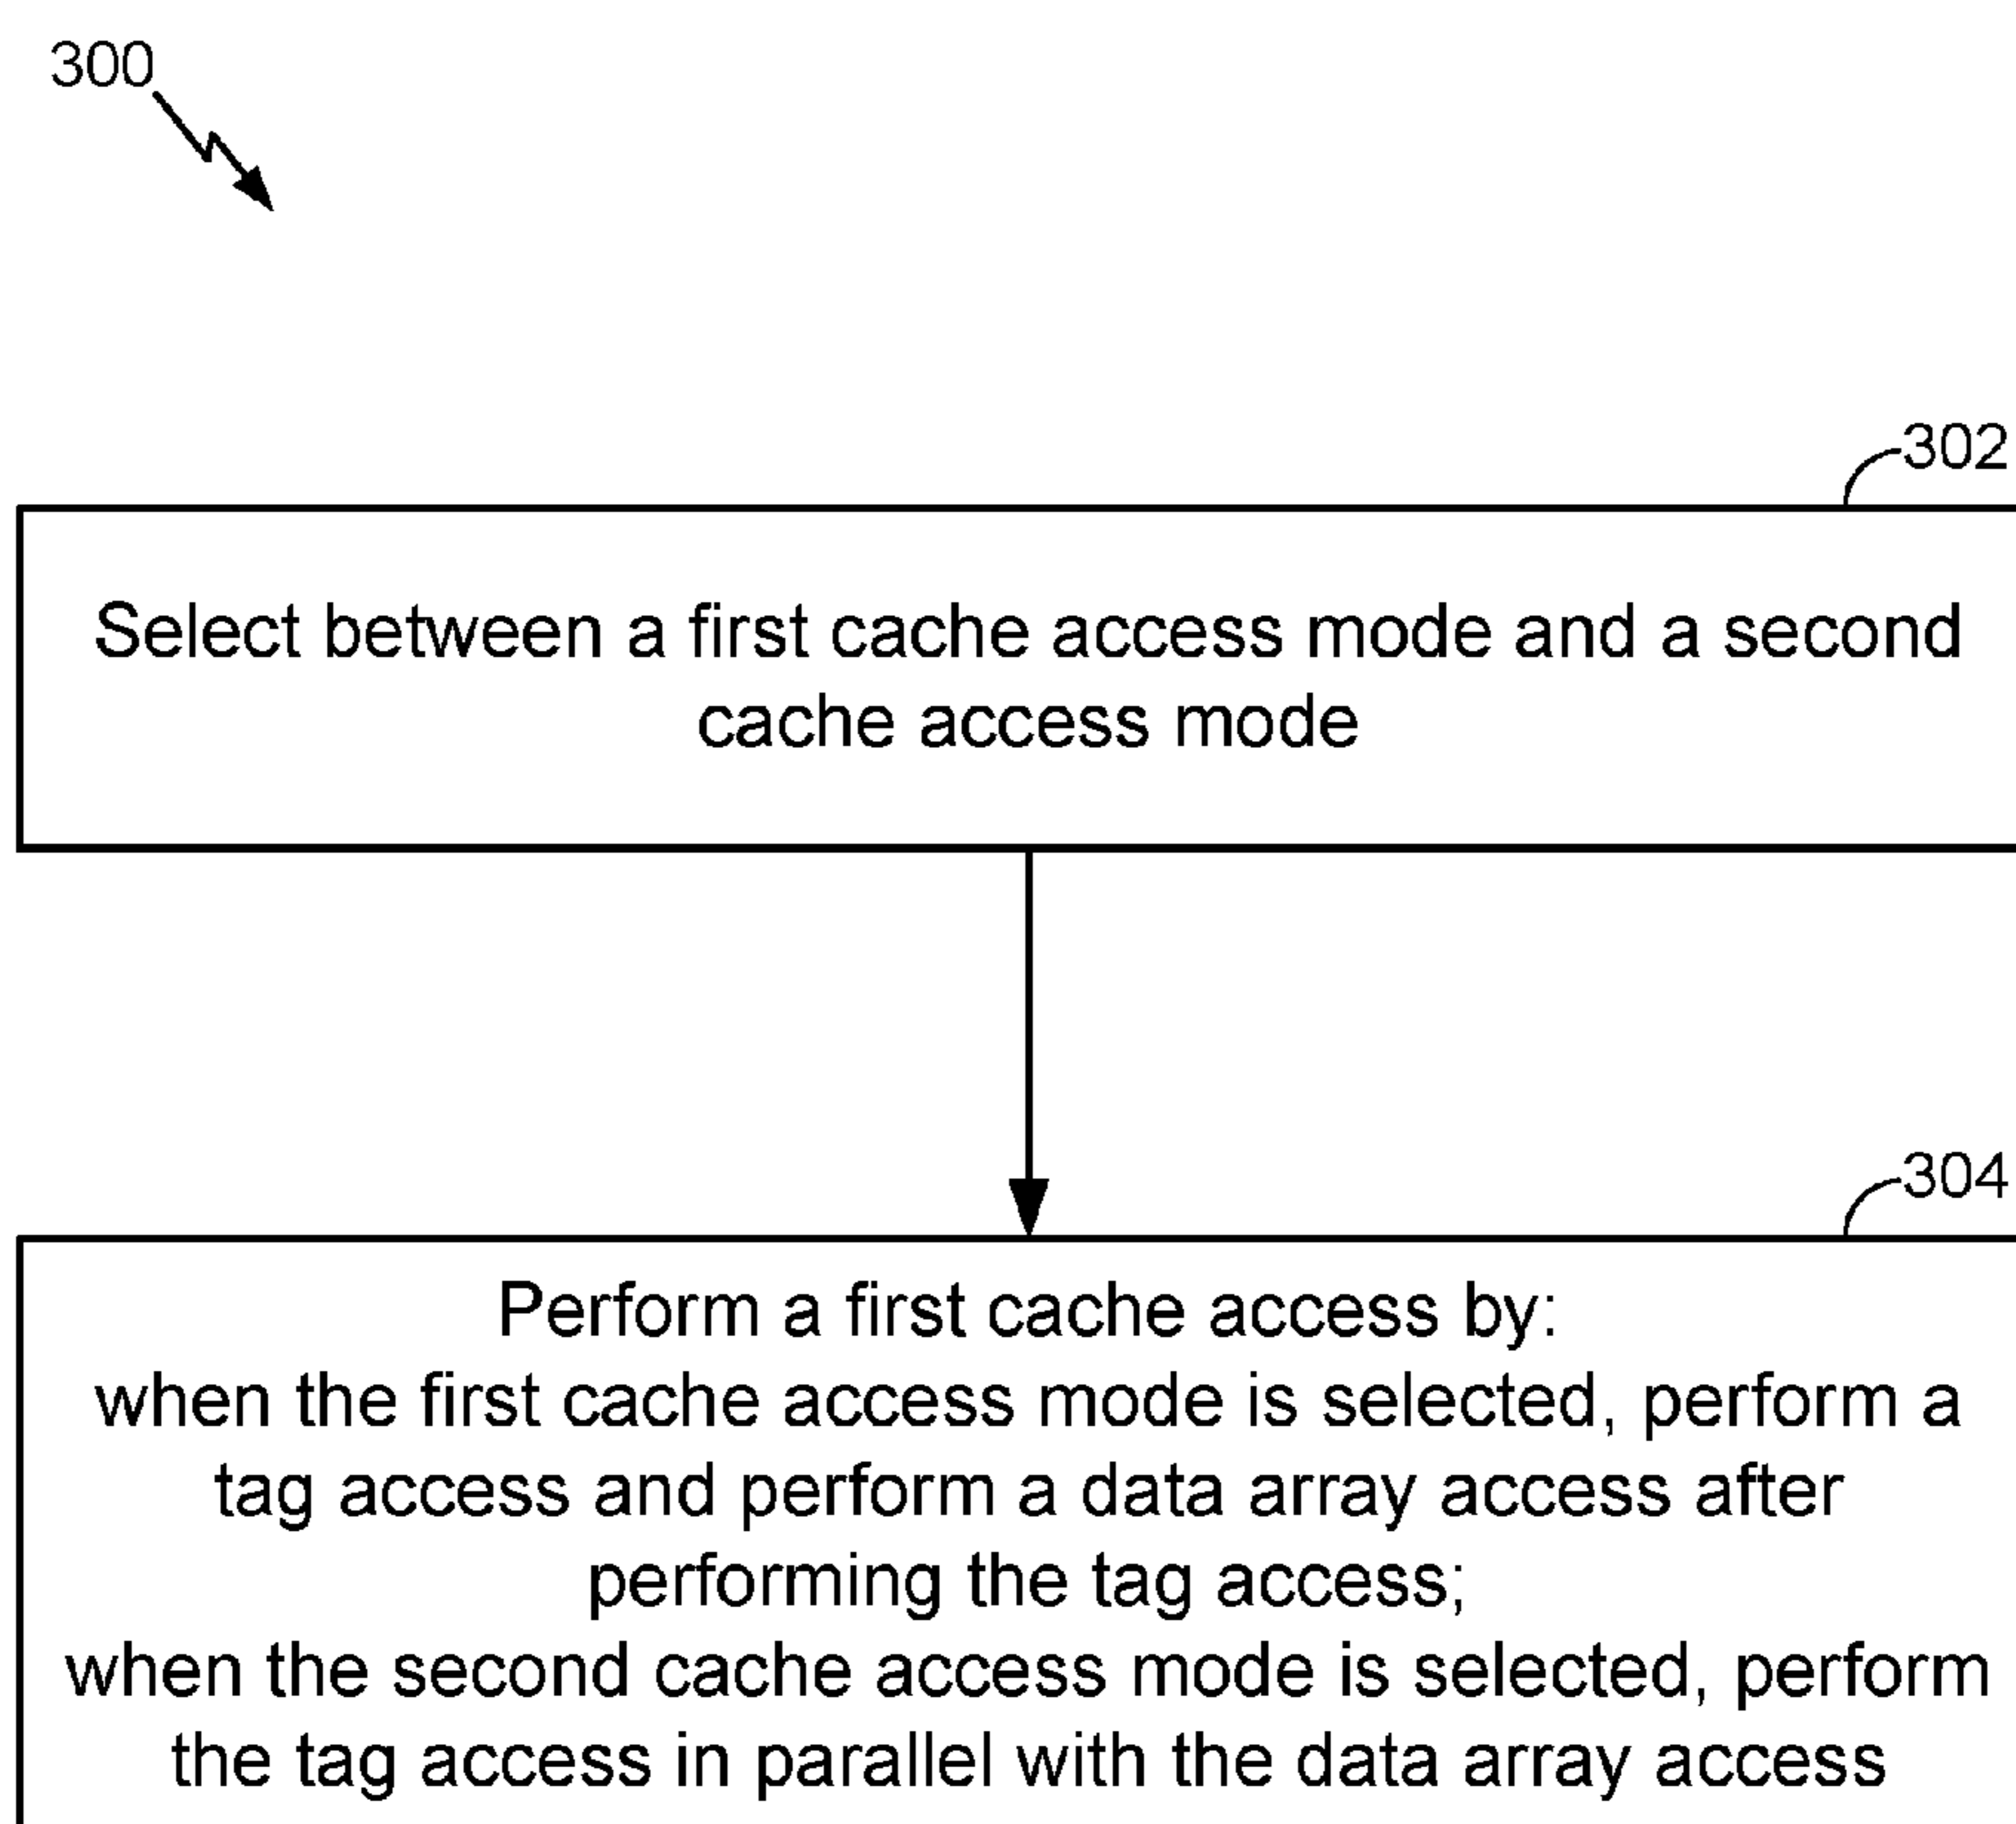 300
302
Select between a first cache access mode and a second
cache access mode
304
Perform a first cache access by:
when the first cache access mode is selected, perform a
tag access and perform a data array access after
performing the tag access;
when the second cache access mode is selected, perform
the tag access in parallel with the data array access